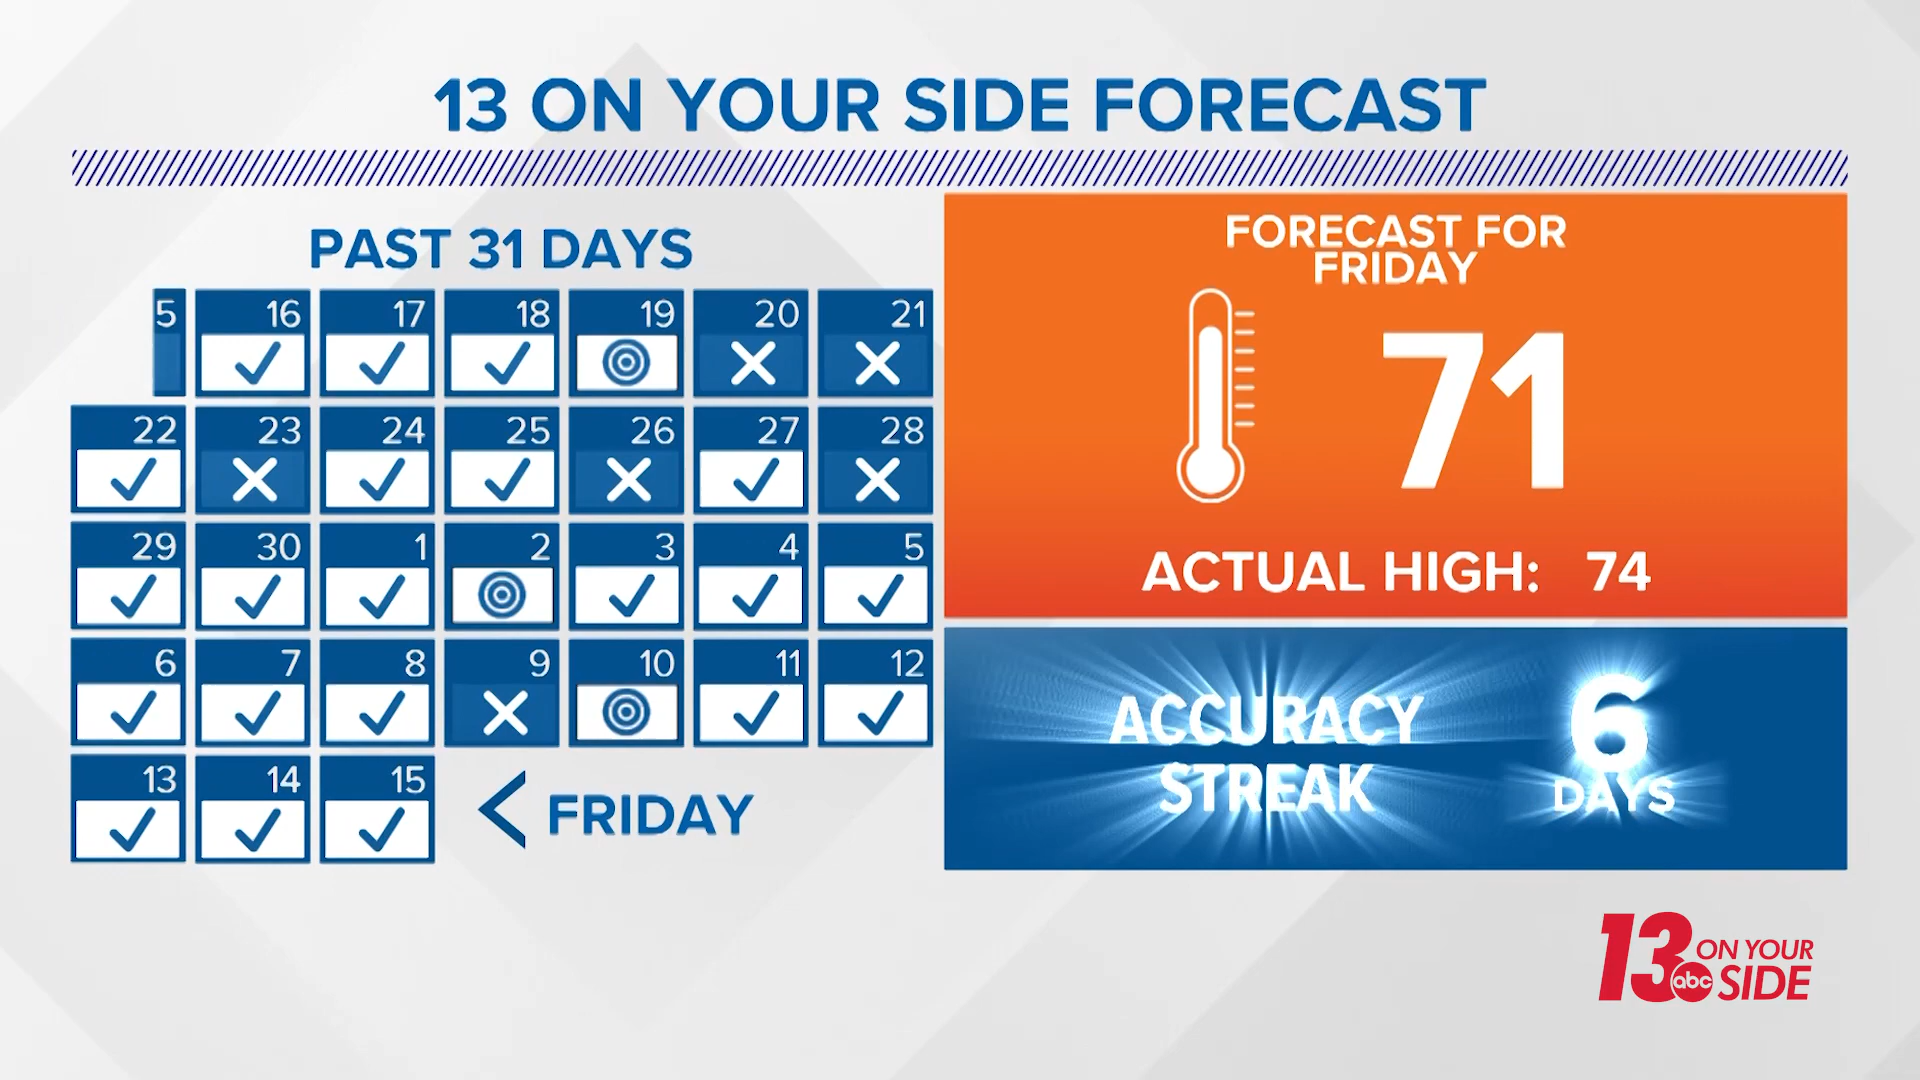 13 ON YOUR SIDE FORECAST
PAST 31 DAYS
5 16 17 18 19 20 21
22 23 24 25 26 27 28
29 30 1 2 3 4 5
6 7 8 9 10 11 12
13 14 15
< FRIDAY
FORECAST FOR
FRIDAY
71
ACTUAL HIGH: 74
ACCURACY
STREAK
6
DAYS
13 ON YOUR
abc SIDE